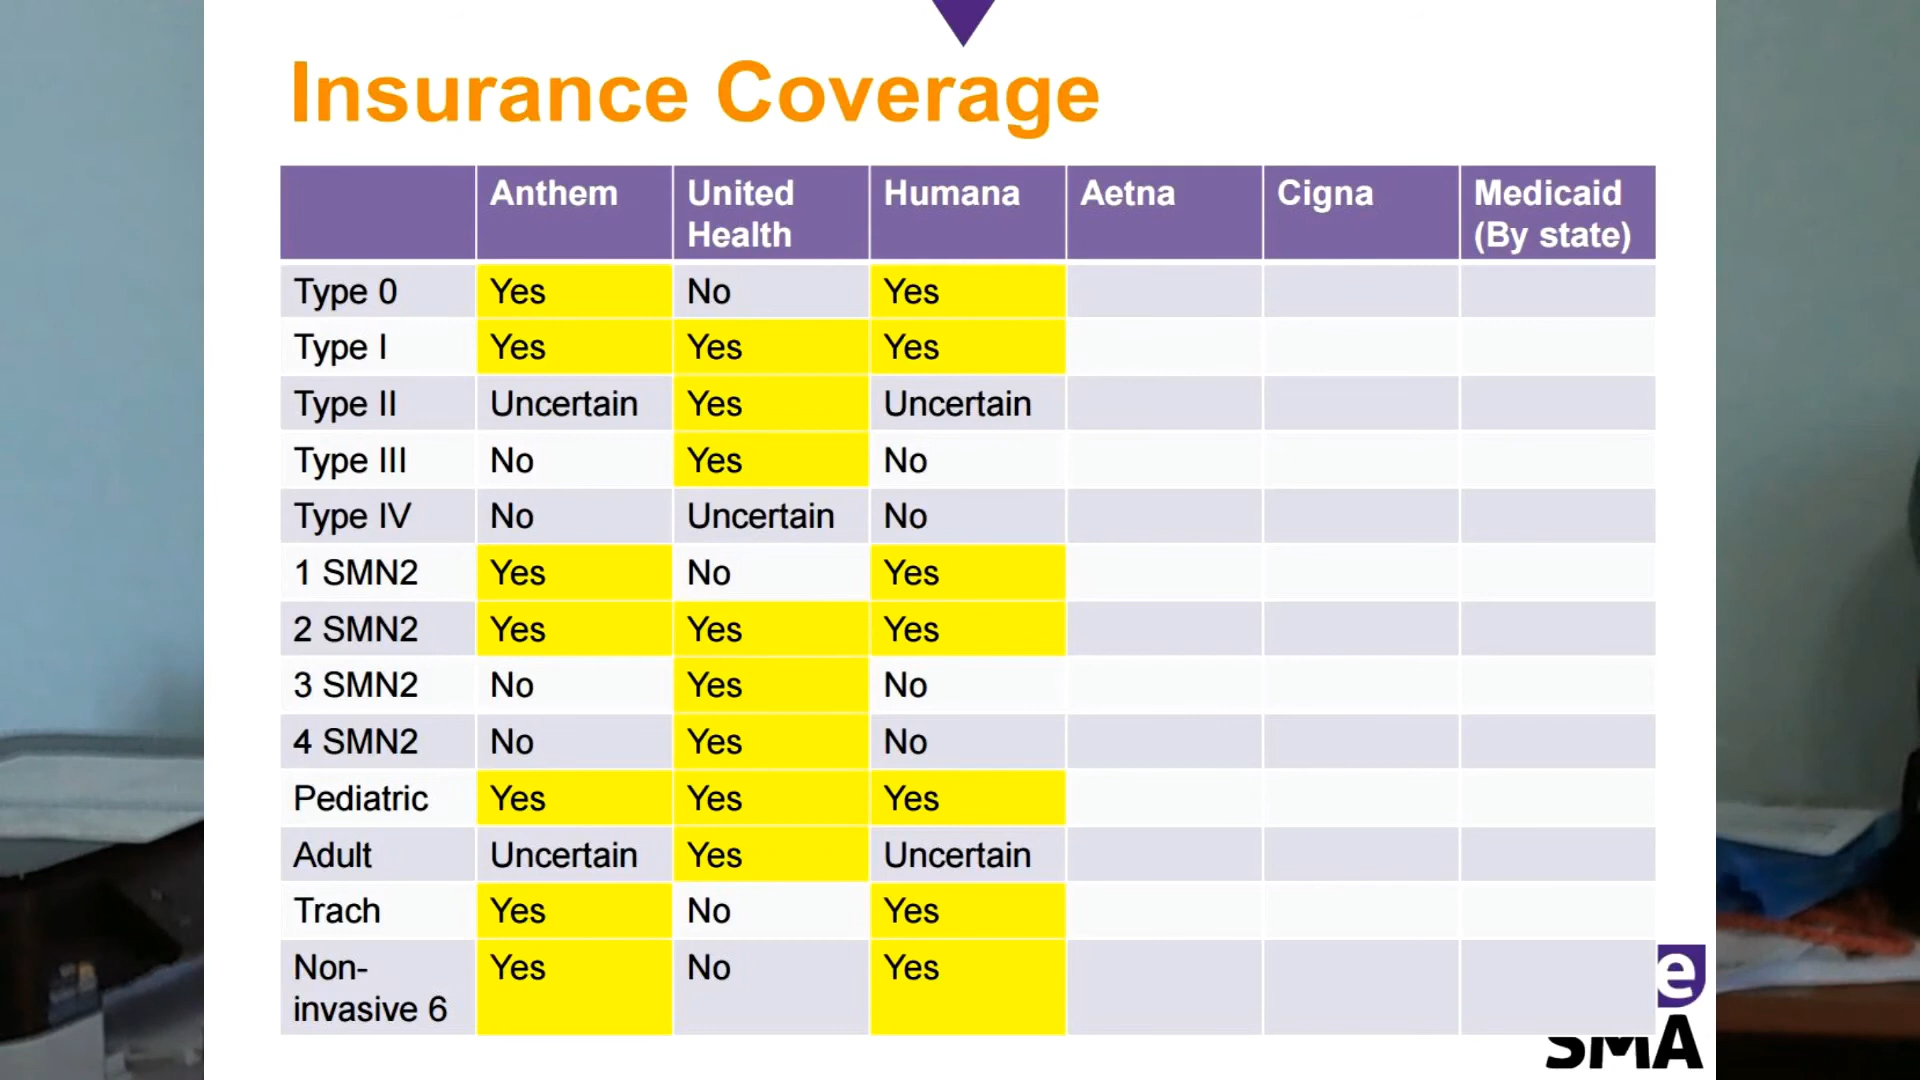 Insurance Coverage
Anthem United Health Humana Aetna Cigna Medicaid (By state)
Type 0 Yes No Yes
Type I Yes Yes Yes
Type II Uncertain Yes Uncertain
Type III No Yes No
Type IV No Uncertain No
1 SMN2 Yes No Yes
2 SMN2 Yes Yes Yes
3 SMN2 No Yes No
4 SMN2 No Yes No
Pediatric Yes Yes Yes
Adult Uncertain Yes Uncertain
Trach Yes No Yes
Non-invasive 6 Yes No Yes
e
SMA